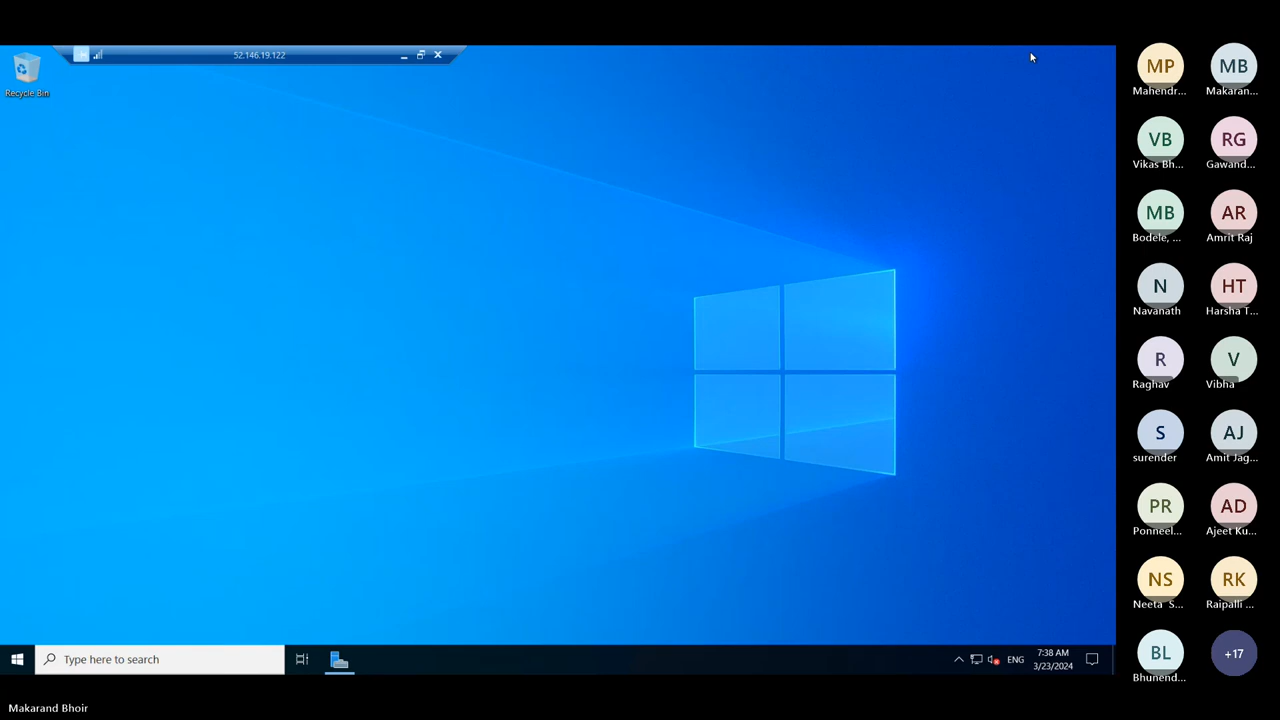 52.146.19.122
Recycle Bin
MP
Mahendr...
MB
Makaran...
VB
Vikas Bh...
RG
Gawand...
MB
Bodele, ...
AR
Amrit Raj
N
Navanath
HT
Harsha T...
R
Raghav
V
Vibha
S
surender
AJ
Amit Jag...
PR
Ponneel...
AD
Ajeet Ku...
NS
Neeta S...
RK
Raipalli ...
BL
Bhunend...
+17
Type here to search
ENG
7:38 AM
3/23/2024
Makarand Bhoir